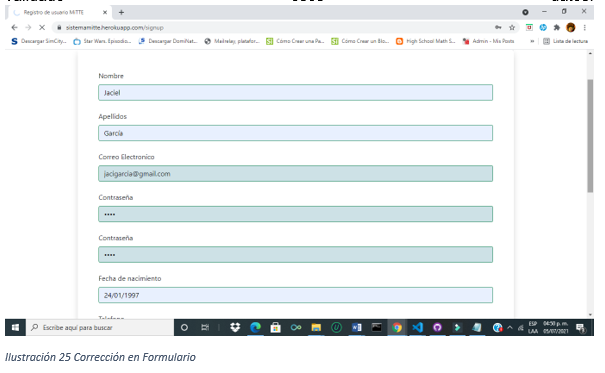 Registro de usuario MiTTE
sistemamitte.herokuapp.com/signup
Descargar SimCity... Star Wars. Episodio... Descargar DomiNat... Mailrelay, platafor... Cómo Crear una Pa... Cómo Crear un Blo... High School Math S... Admin - Mix Posts » Lista de lectura
Nombre
Jaciel
Apellidos
García
Correo Electronico
jacigarcia@gmail.com
Contraseña
••••
Contraseña
••••
Fecha de nacimiento
24/01/1997
Telefono
Escribe aquí para buscar
ESP 04:50 p. m.
LAA 05/07/2021
Ilustración 25 Corrección en Formulario